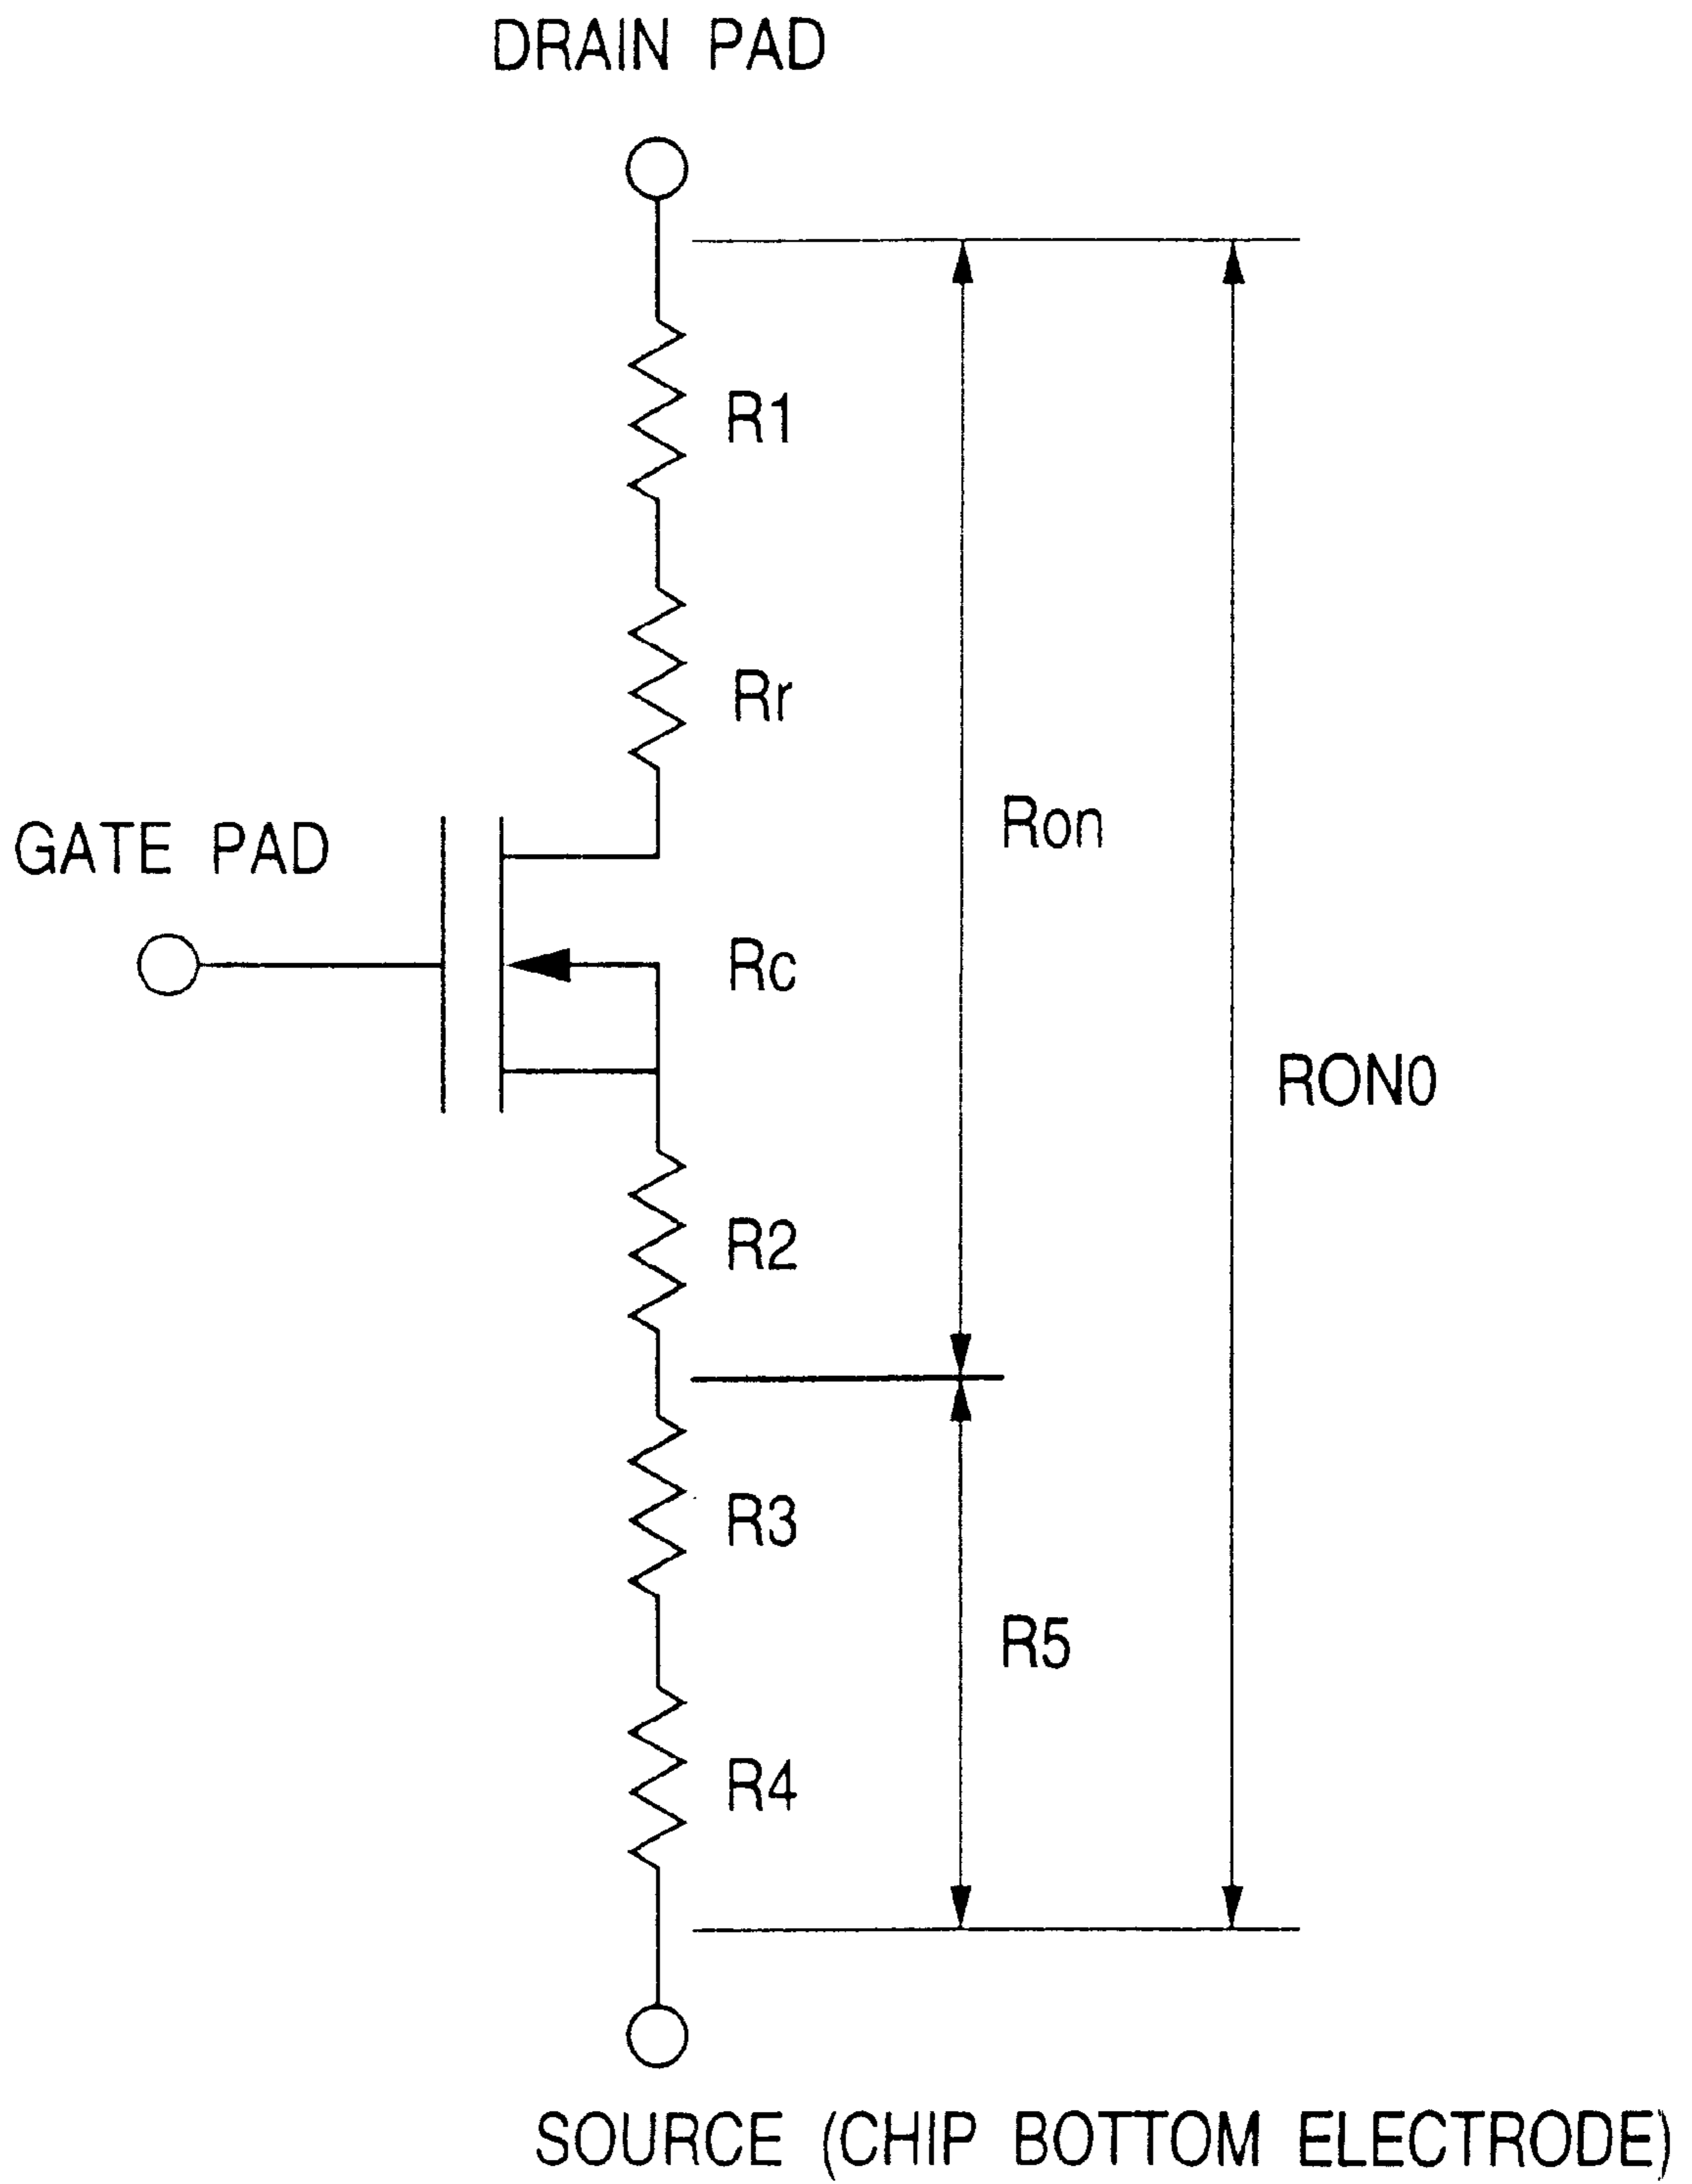 DRAIN PAD
R1
Rr
Ron
GATE PAD
Rc
RON0
R2
R3
R5
R4
SOURCE (CHIP BOTTOM ELECTRODE)